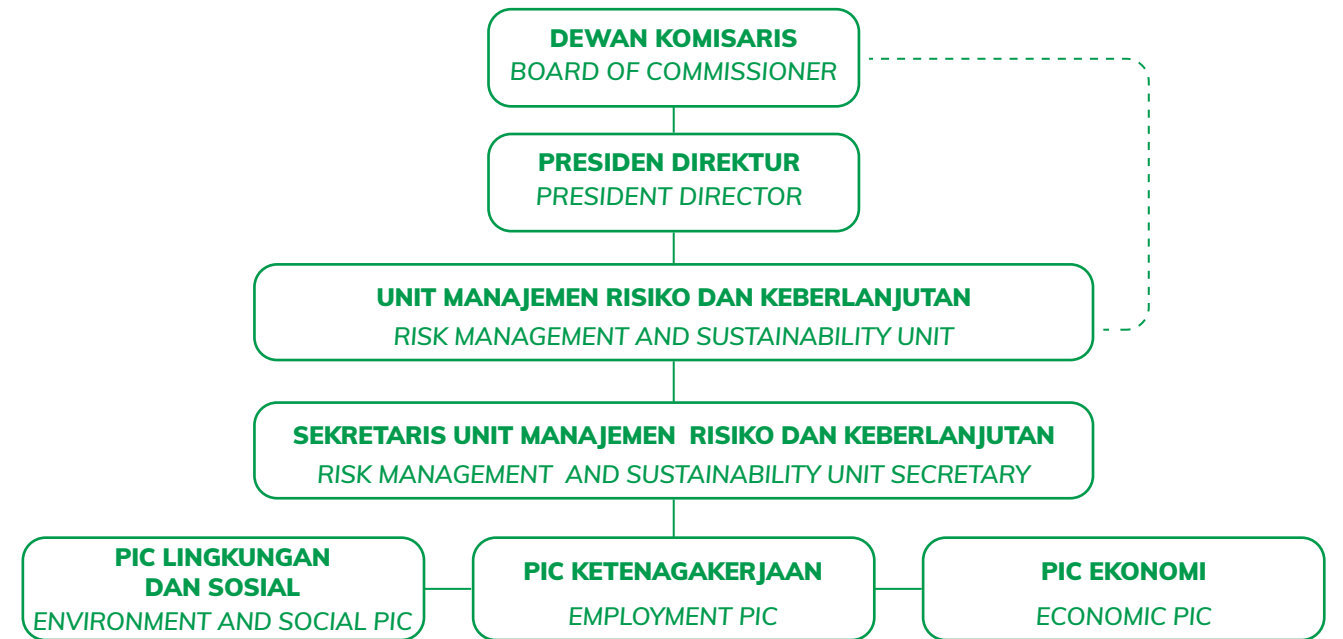 DEWAN KOMISARIS
BOARD OF COMMISSIONER
PRESIDEN DIREKTUR
PRESIDENT DIRECTOR
UNIT MANAJEMEN RISIKO DAN KEBERLANJUTAN
RISK MANAGEMENT AND SUSTAINABILITY UNIT
SEKRETARIS UNIT MANAJEMEN RISIKO DAN KEBERLANJUTAN
RISK MANAGEMENT AND SUSTAINABILITY UNIT SECRETARY
PIC LINGKUNGAN
DAN SOSIAL
ENVIRONMENT AND SOCIAL PIC
PIC KETENAGAKERJAAN
EMPLOYMENT PIC
PIC EKONOMI
ECONOMIC PIC